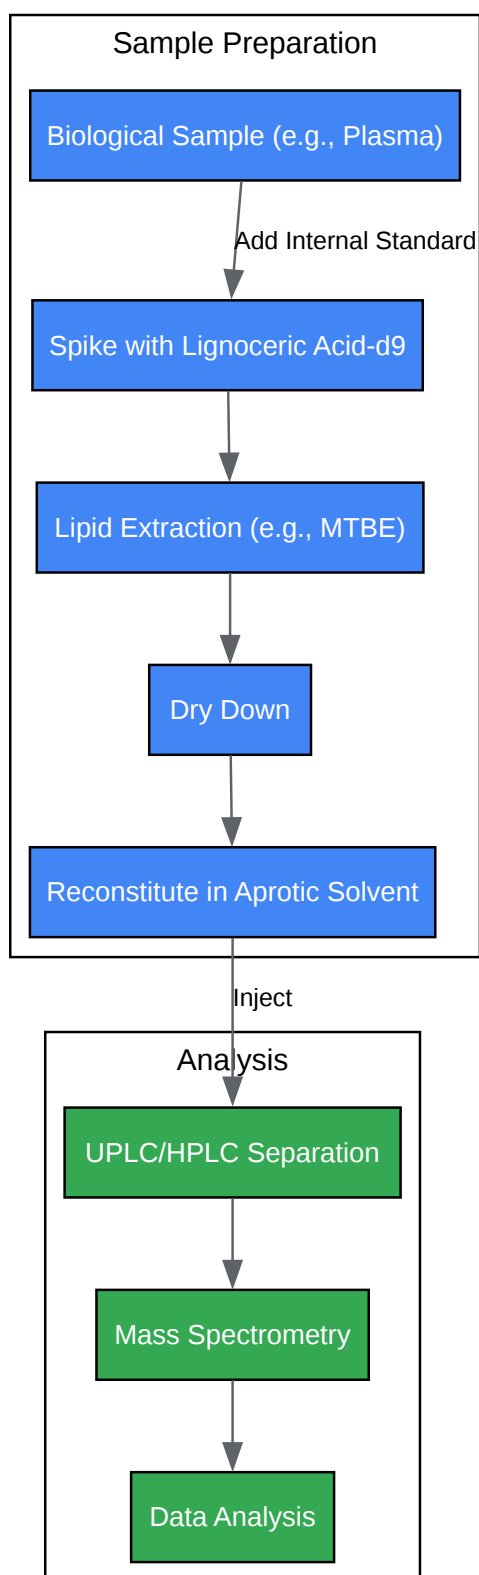 Sample Preparation
Biological Sample (e.g., Plasma)
Add Internal Standard
Spike with Lignoceric Acid-d9
Lipid Extraction (e.g., MTBE)
Dry Down
Reconstitute in Aprotic Solvent
Inject
Analysis
UPLC/HPLC Separation
Mass Spectrometry
Data Analysis